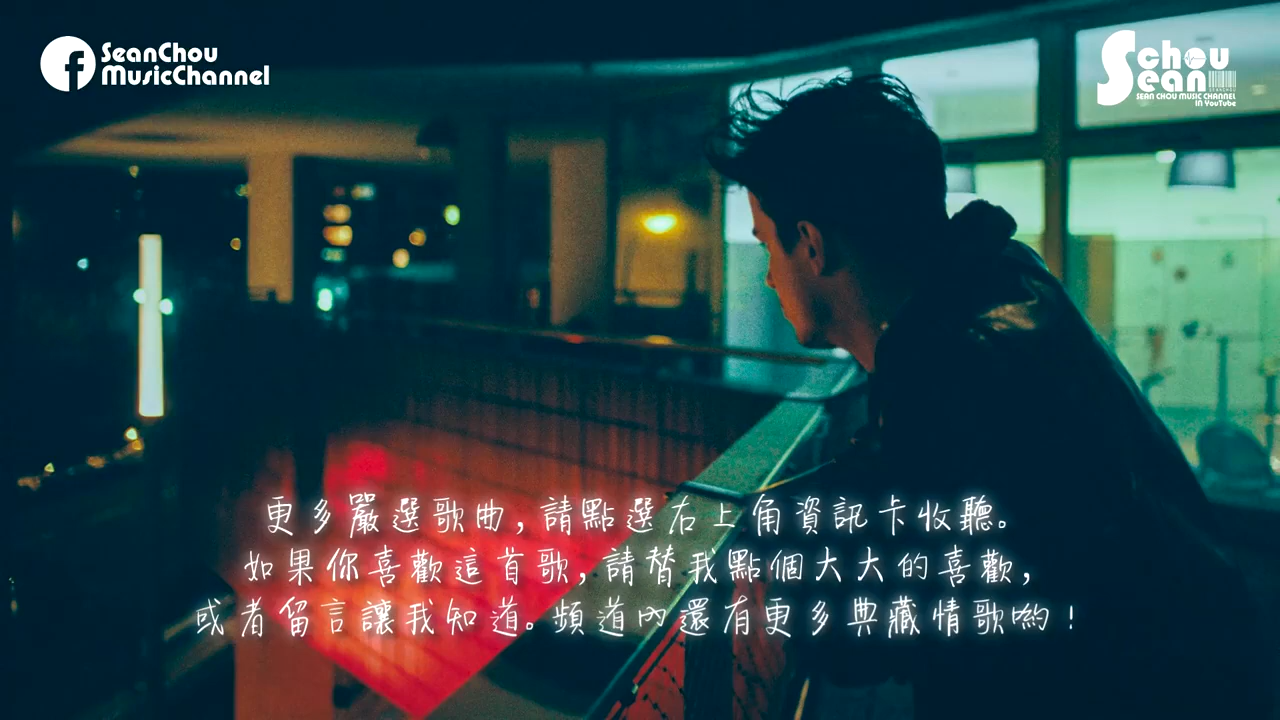 SeanChou
MusicChannel
Schou
Sean
SEAN CHOU MUSIC CHANNEL
IN YouTube
更多嚴選歌曲,請點選右上角資訊卡收聽。
如果你喜歡這首歌,請替我點個大大的喜歡,
或者留言讓我知道。頻道內還有更多典藏情歌喲!